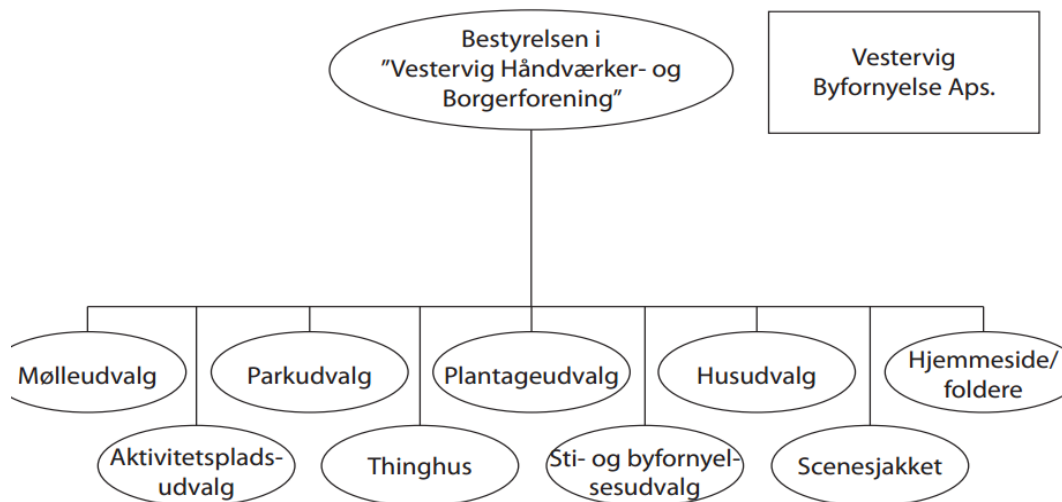 Bestyrelsen i
”Vestervig Håndværker- og
Borgerforening”
Vestervig
Byfornyelse Aps.
Mølleudvalg
Parkudvalg
Plantageudvalg
Husudvalg
Hjemmeside/
foldere
Aktivitetsplads-
udvalg
Thinghus
Sti- og byfornyel-
sesudvalg
Scenesjakket